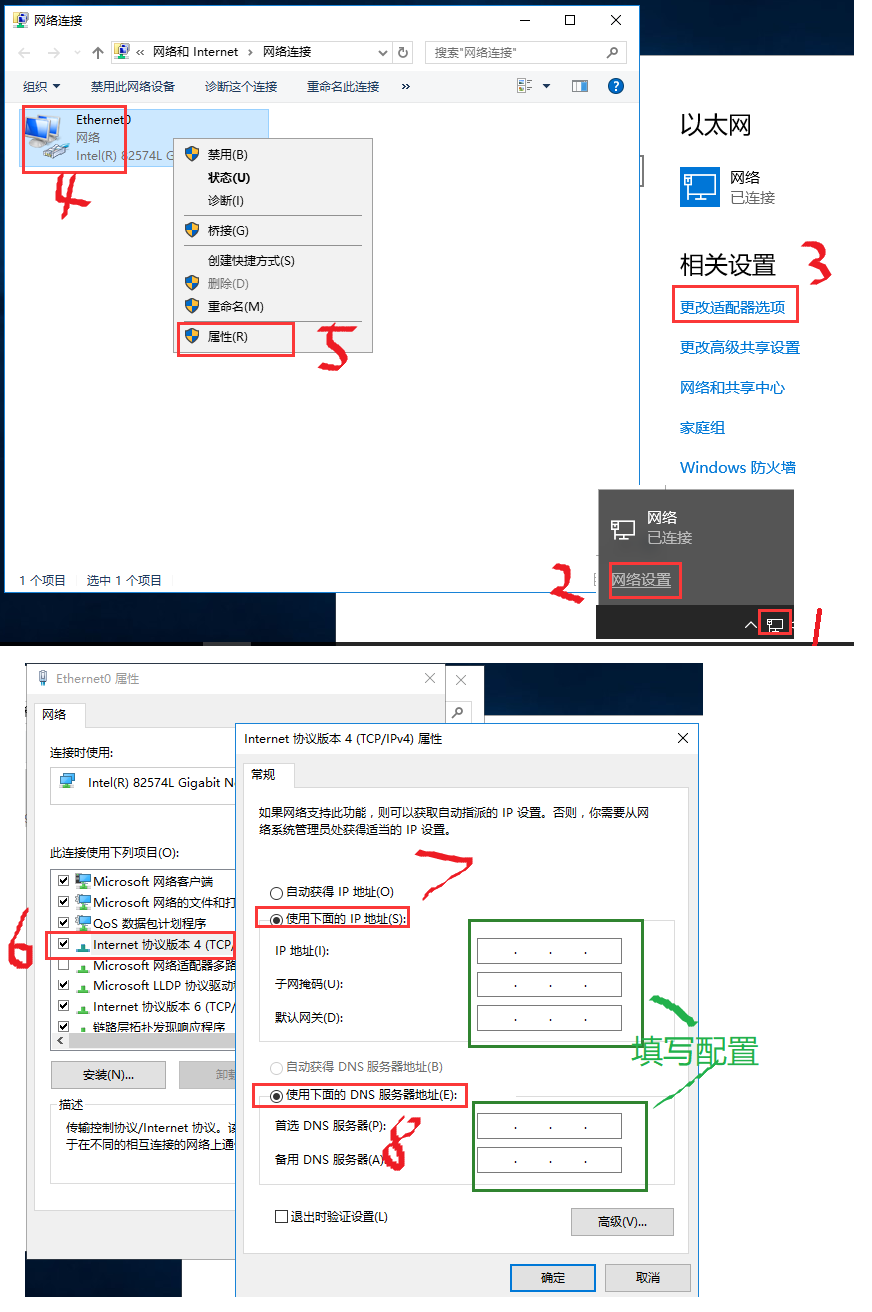 网络连接
« 网络和 Internet › 网络连接
搜索"网络连接"
组织 禁用此网络设备 诊断这个连接 重命名此连接 »
Ethernet0
网络
Intel(R) 82574L G
4
禁用(B)
状态(U)
诊断(I)
桥接(G)
创建快捷方式(S)
删除(D)
重命名(M)
属性(R)
5
1 个项目 选中 1 个项目
以太网
网络
已连接
相关设置
3
更改适配器选项
更改高级共享设置
网络和共享中心
家庭组
Windows 防火墙
网络
已连接
2
网络设置
1
Ethernet0 属性
网络
连接时使用:
Intel(R) 82574L Gigabit N
此连接使用下列项目(O):
Microsoft 网络客户端
Microsoft 网络的文件和打
QoS 数据包计划程序
6
Internet 协议版本 4 (TCP/
Microsoft 网络适配器多路
Microsoft LLDP 协议驱动
Internet 协议版本 6 (TCP/
链路层拓扑发现响应程序
安装(N)...
卸
描述
传输控制协议/Internet 协议。该
于在不同的相互连接的网络上通
Internet 协议版本 4 (TCP/IPv4) 属性
常规
如果网络支持此功能，则可以获取自动指派的 IP 设置。否则，你需要从网
络系统管理员处获得适当的 IP 设置。
7
自动获得 IP 地址(O)
使用下面的 IP 地址(S):
IP 地址(I):
子网掩码(U):
默认网关(D):
填写配置
自动获得 DNS 服务器地址(B)
使用下面的 DNS 服务器地址(E):
首选 DNS 服务器(P):
备用 DNS 服务器(A)
8
退出时验证设置(L)
高级(V)...
确定
取消